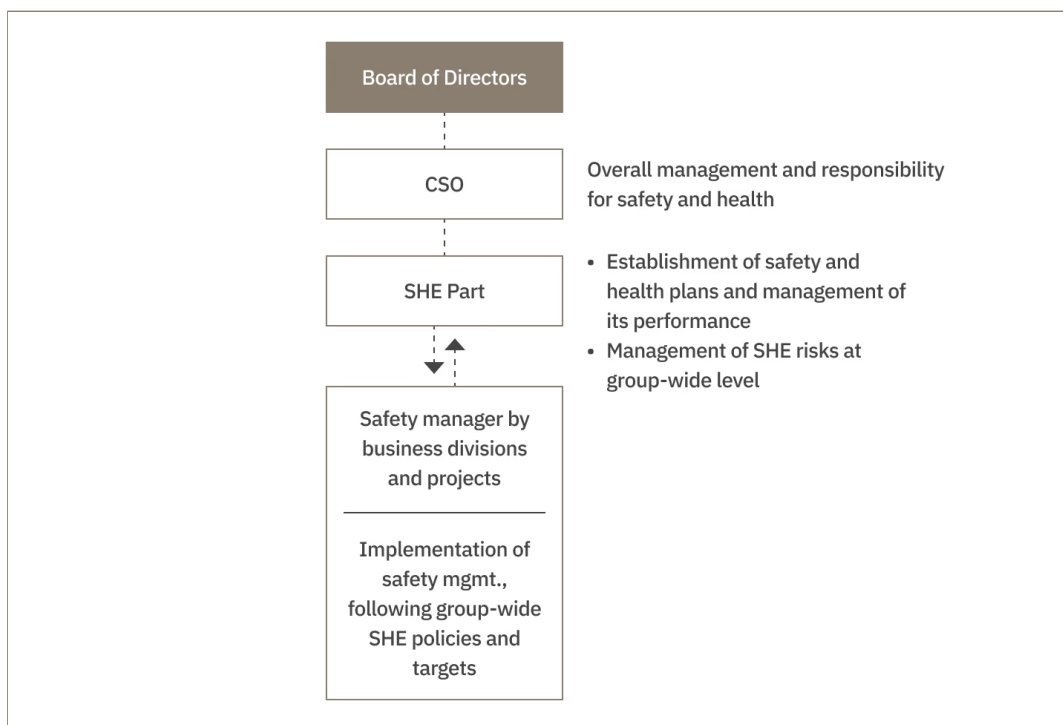 Board of Directors
CSO
Overall management and responsibility
for safety and health
SHE Part
• Establishment of safety and
health plans and management of
its performance
• Management of SHE risks at
group-wide level
Safety manager by
business divisions
and projects
Implementation of
safety mgmt.,
following group-wide
SHE policies and
targets